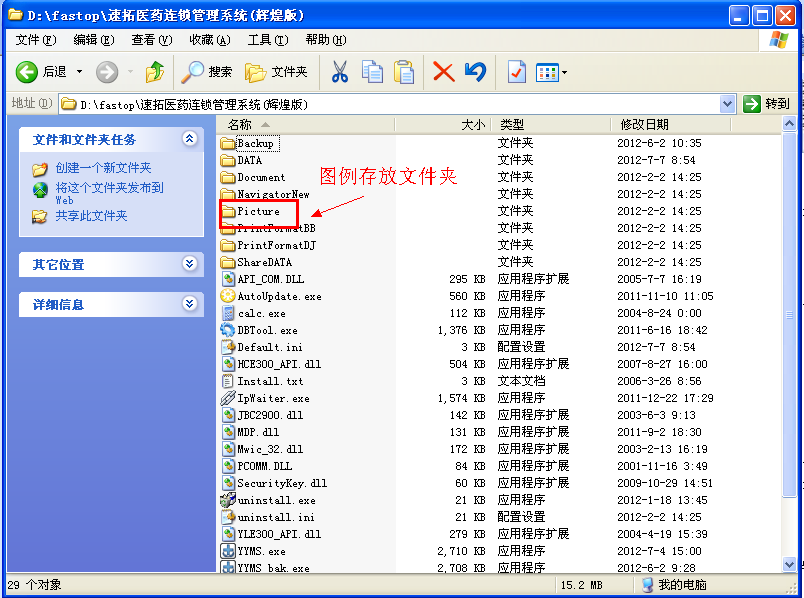 D:\fastop\速拓医药连锁管理系统(辉煌版)
文件(F) 编辑(E) 查看(V) 收藏(A) 工具(T) 帮助(H)
后退 搜索 文件夹
地址(D) D:\fastop\速拓医药连锁管理系统(辉煌版) 转到
文件和文件夹任务
创建一个新文件夹
将这个文件夹发布到
Web
共享此文件夹
其它位置
详细信息
名称 大小 类型 修改日期
Backup 文件夹 2012-6-2 10:35
DATA 文件夹 2012-7-7 8:54
Document 文件夹 2012-2-2 14:25
NavigatorNew 文件夹 2012-2-2 14:25
Picture 文件夹 2012-2-2 14:25
PrintFormatBB 文件夹 2012-2-2 14:25
PrintFormatDJ 文件夹 2012-2-2 14:25
ShareDATA 文件夹 2012-2-2 14:25
API_COM.DLL 295 KB 应用程序扩展 2005-7-7 16:19
AutoUpdate.exe 560 KB 应用程序 2011-11-10 11:05
calc.exe 112 KB 应用程序 2004-8-24 0:00
DBTool.exe 1,376 KB 应用程序 2011-6-16 18:42
Default.ini 3 KB 配置设置 2012-7-7 8:54
HCE300_API.dll 504 KB 应用程序扩展 2007-8-27 16:00
Install.txt 3 KB 文本文档 2006-3-26 8:56
IpWaiter.exe 1,574 KB 应用程序 2011-12-22 17:29
JBC2900.dll 142 KB 应用程序扩展 2003-6-3 9:13
MDP.dll 131 KB 应用程序扩展 2011-9-2 18:30
Mwic_32.dll 172 KB 应用程序扩展 2003-2-13 16:19
PCOMM.DLL 84 KB 应用程序扩展 2001-11-16 3:49
SecurityKey.dll 60 KB 应用程序扩展 2009-10-29 14:51
uninstall.exe 21 KB 应用程序 2012-1-18 13:45
uninstall.ini 21 KB 配置设置 2012-2-2 14:25
YLE300_API.dll 279 KB 应用程序扩展 2004-4-19 15:39
YYMS.exe 2,710 KB 应用程序 2012-7-4 15:00
YYMS_bak.exe 2,708 KB 应用程序 2012-6-2 9:28
图例存放文件夹
29 个对象 15.2 MB 我的电脑